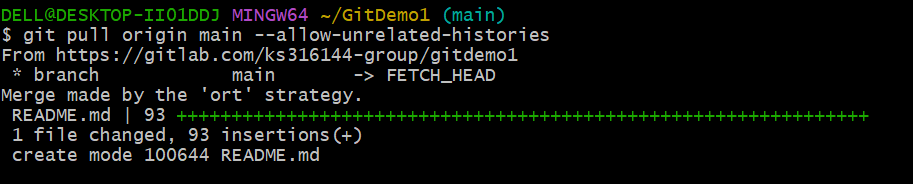 DELL@DESKTOP-II01DDJ MINGW64 ~/GitDemo1 (main)
$ git pull origin main --allow-unrelated-histories
From https://gitlab.com/ks316144-group/gitdemo1
 * branch            main       -> FETCH_HEAD
Merge made by the 'ort' strategy.
 README.md | 93 +++++++++++++++++++++++++++++++++++++++++++++++++++++++++++++++
 1 file changed, 93 insertions(+)
 create mode 100644 README.md